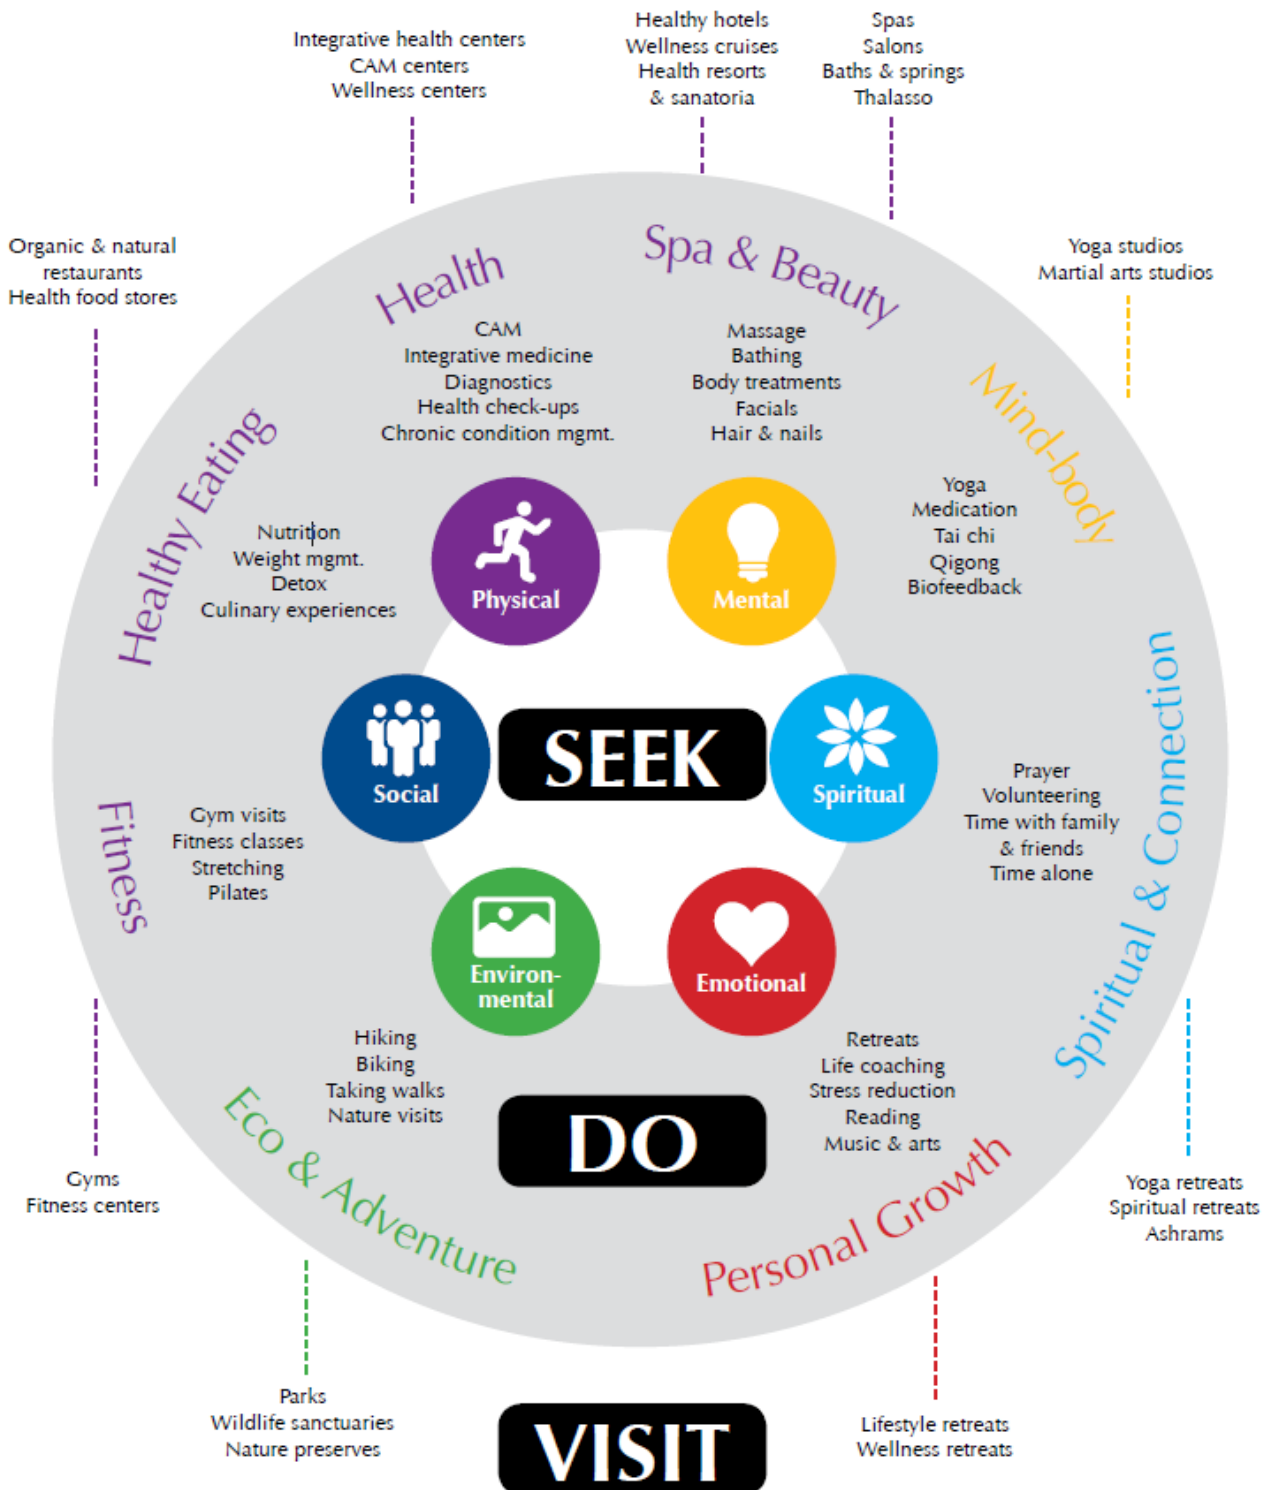 Integrative health centers
CAM centers
Wellness centers
Healthy hotels
Wellness cruises
Health resorts
& sanatoria
Spas
Salons
Baths & springs
Thalasso
Organic & natural
restaurants
Health food stores
Yoga studios
Martial arts studios
Health
CAM
Integrative medicine
Diagnostics
Health check-ups
Chronic condition mgmt.
Spa & Beauty
Massage
Bathing
Body treatments
Facials
Hair & nails
Mind-body
Yoga
Medication
Tai chi
Qigong
Biofeedback
Healthy Eating
Nutrition
Weight mgmt.
Detox
Culinary experiences
Physical
Mental
Social
SEEK
Spiritual
Environ-
mental
Emotional
Spiritual & Connection
Prayer
Volunteering
Time with family
& friends
Time alone
Fitness
Gym visits
Fitness classes
Stretching
Pilates
Eco & Adventure
Hiking
Biking
Taking walks
Nature visits
DO
Retreats
Life coaching
Stress reduction
Reading
Music & arts
Personal Growth
Gyms
Fitness centers
Yoga retreats
Spiritual retreats
Ashrams
Parks
Wildlife sanctuaries
Nature preserves
VISIT
Lifestyle retreats
Wellness retreats